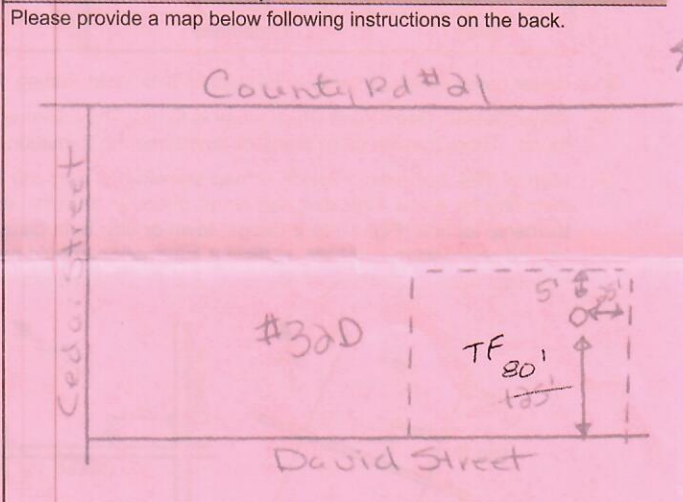 Please provide a map below following instructions on the back.
County Rd #21
Cedar Street
5'
#32D
TF 80'
125'
David Street